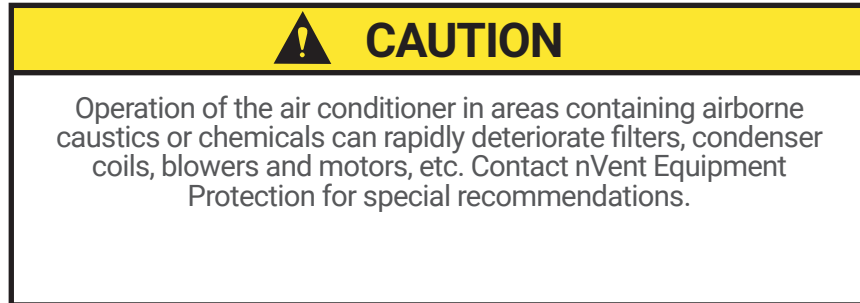 CAUTION
Operation of the air conditioner in areas containing airborne
caustics or chemicals can rapidly deteriorate filters, condenser
coils, blowers and motors, etc. Contact nVent Equipment
Protection for special recommendations.